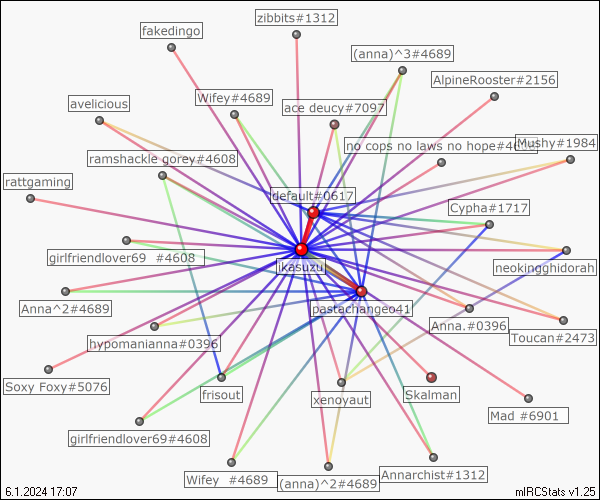 zibbits#1312
fakedingo
(anna)^3#4689
AlpineRooster#2156
Wifey#4689
avelicious
ace deucy#7097
no cops no laws no hope#4
Mushy#1984
ramshackle gorey#4608
rattgaming
default#0617
Cypha#1717
girlfriendlover69 #4608
ikasuzu
neokingghidorah
Anna^2#4689
pastachangeo41
Anna.#0396
hypomanianna#0396
Toucan#2473
Soxy Foxy#5076
frisout
xenoyaut
Skalman
Mad #6901
girlfriendlover69#4608
Wifey #4689
(anna)^2#4689
Annarchist#1312
6.1.2024 17:07
mIRCStats v1.25